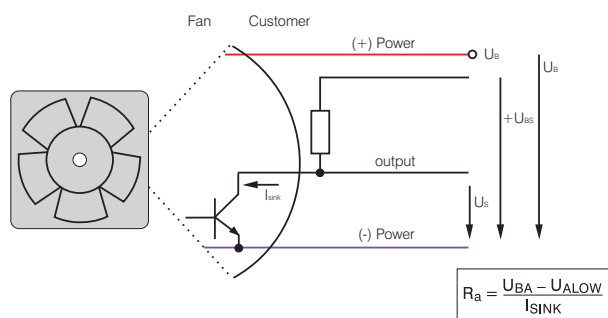 Fan Customer
(+) Power
UB
UB
+UBS
output
Isink
US
(-) Power
Ra = UBA – UALOW
ISINK